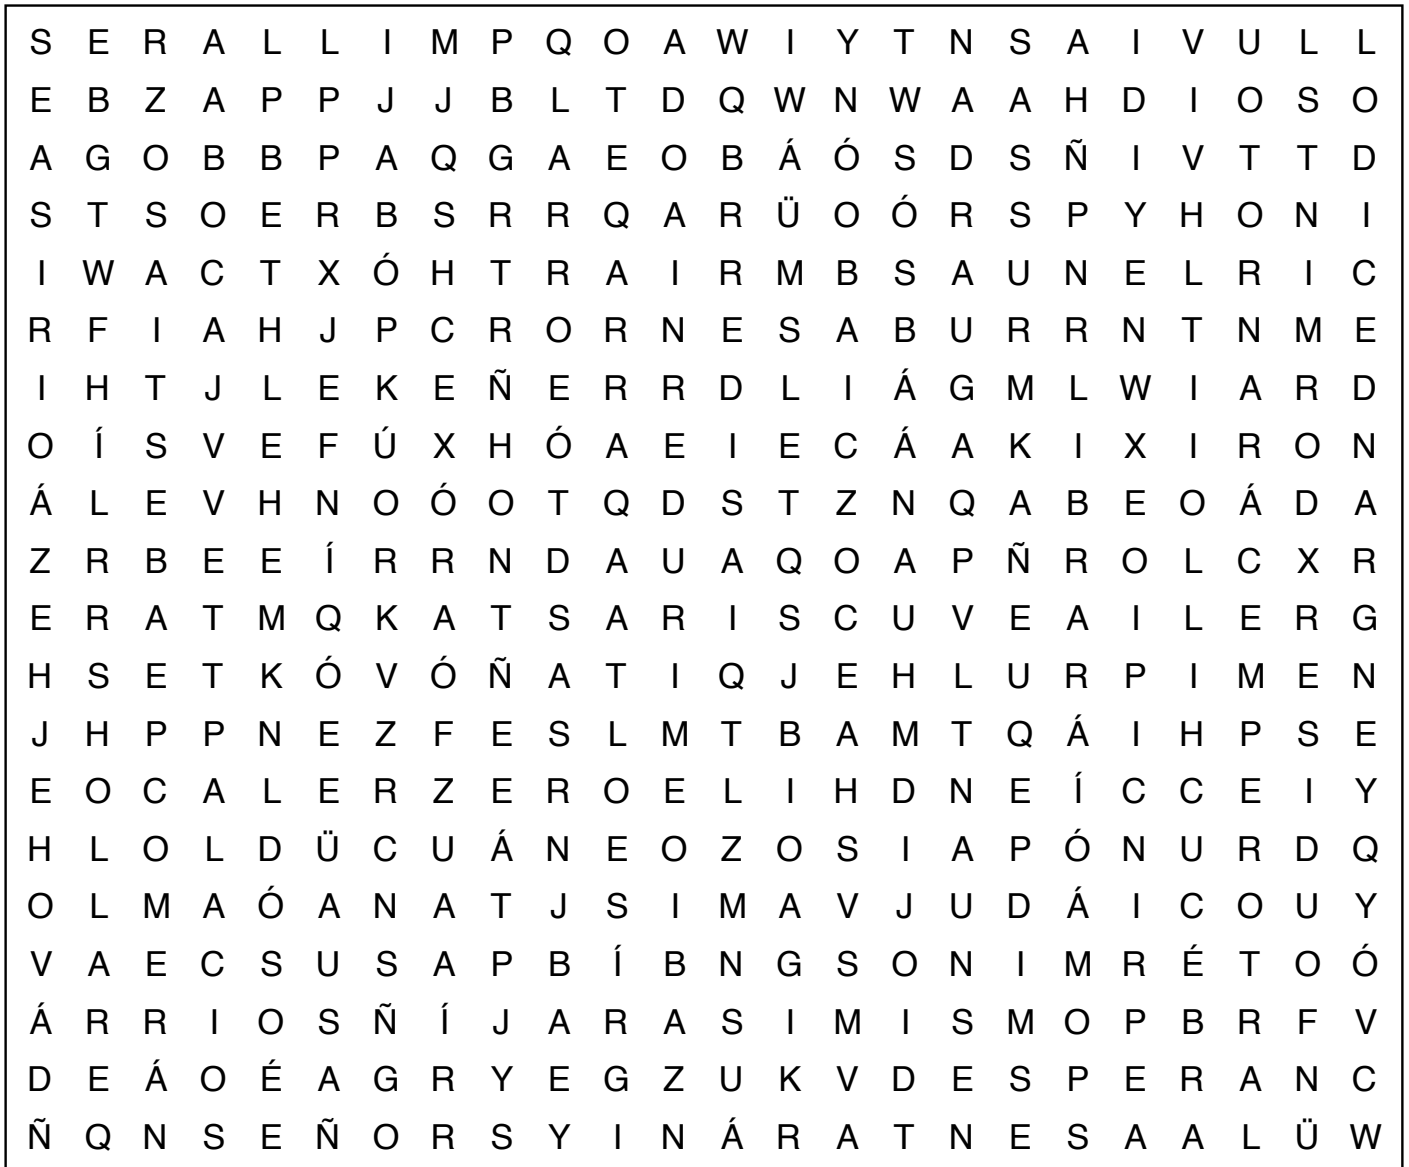 S E R A L L I M P Q O A W I Y T N S A I V U L L
E B Z A P P J J B L T D Q W N W A A H D I O S O
A G O B B P A Q G A E O B Á Ó S D S Ñ I V T T D
S T S O E R B S R R Q A R Ü O Ó R S P Y H O N I
I W A C T X Ó H T R A I R M B S A U N E L R I C
R F I A H J P C R O R N E S A B U R R N T N M E
I H T J L E K E Ñ E R R D L I Á G M L W I A R D
O Í S V E F Ú X H Ó A E I E C Á A K I X I R O N
Á L E V H N O Ó O T Q D S T Z N Q A B E O Á D A
Z R B E E Í R R N D A U A Q O A P Ñ R O L C X R
E R A T M Q K A T S A R I S C U V E A I L E R G
H S E T K Ó V Ó Ñ A T I Q J E H L U R P I M E N
J H P P N E Z F E S L M T B A M T Q Á I H P S E
E O C A L E R Z E R O E L I H D N E Í C C E I Y
H L O L D Ü C U Á N E O Z O S I A P Ó N U R D Q
O L M A Ó A N A T J S I M A V J U D Á I C O U Y
V A E C S U S A P B Í B N G S O N I M R É T O Ó
Á R R I O S Ñ Í J A R A S I M I S M O P B R F V
D E Á O É A G R Y E G Z U K V D E S P E R A N C
Ñ Q N S E Ñ O R S Y I N Á R A T N E S A A L Ü W